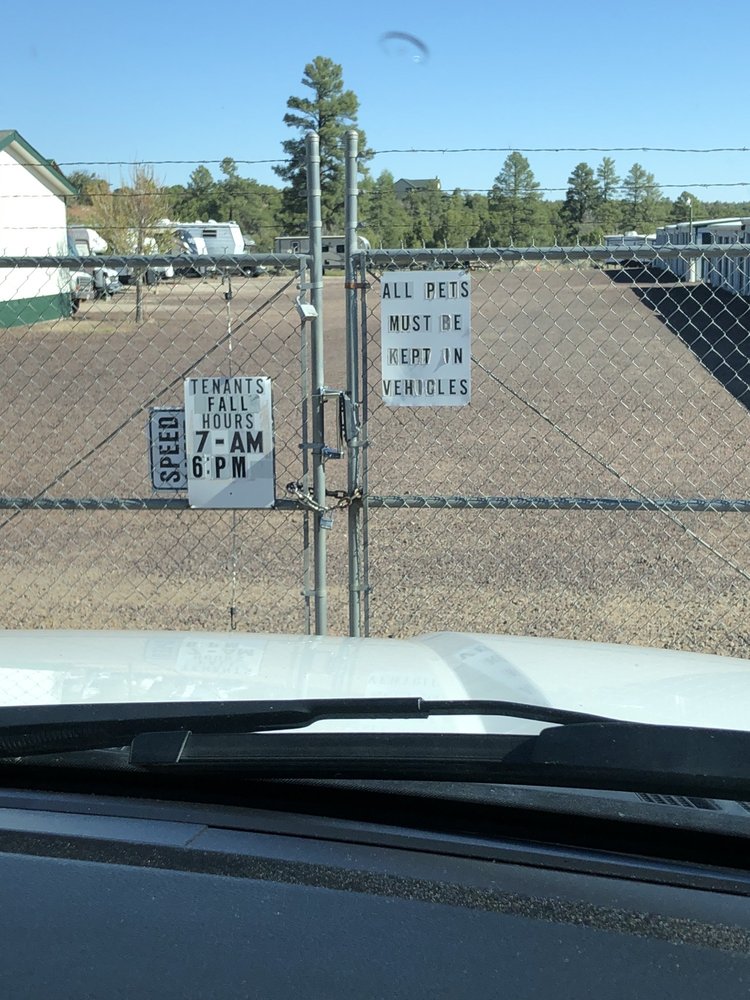 ALL PETS
MUST BE
KEPT IN
VEHICLES
TENANTS
FALL
HOURS
7-AM
6:PM
SPEED